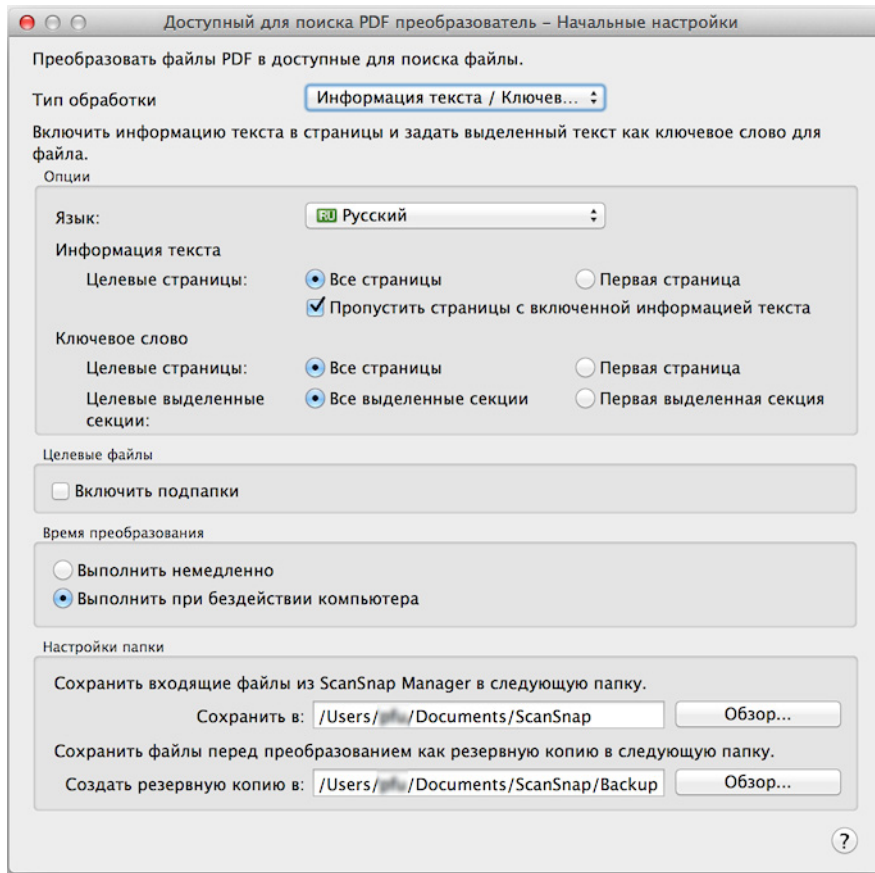 Доступный для поиска PDF преобразователь – Начальные настройки
Преобразовать файлы PDF в доступные для поиска файлы.
Тип обработки Информация текста / Ключев...
Включить информацию текста в страницы и задать выделенный текст как ключевое слово для
файла.
Опции
Язык: RU Русский
Информация текста
Целевые страницы: Все страницы Первая страница
Пропустить страницы с включенной информацией текста
Ключевое слово
Целевые страницы: Все страницы Первая страница
Целевые выделенные Все выделенные секции Первая выделенная секция
секции:
Целевые файлы
Включить подпапки
Время преобразования
Выполнить немедленно
Выполнить при бездействии компьютера
Настройки папки
Сохранить входящие файлы из ScanSnap Manager в следующую папку.
Сохранить в: /Users/ /Documents/ScanSnap Обзор...
Сохранить файлы перед преобразованием как резервную копию в следующую папку.
Создать резервную копию в: /Users/ /Documents/ScanSnap/Backup Обзор...
?